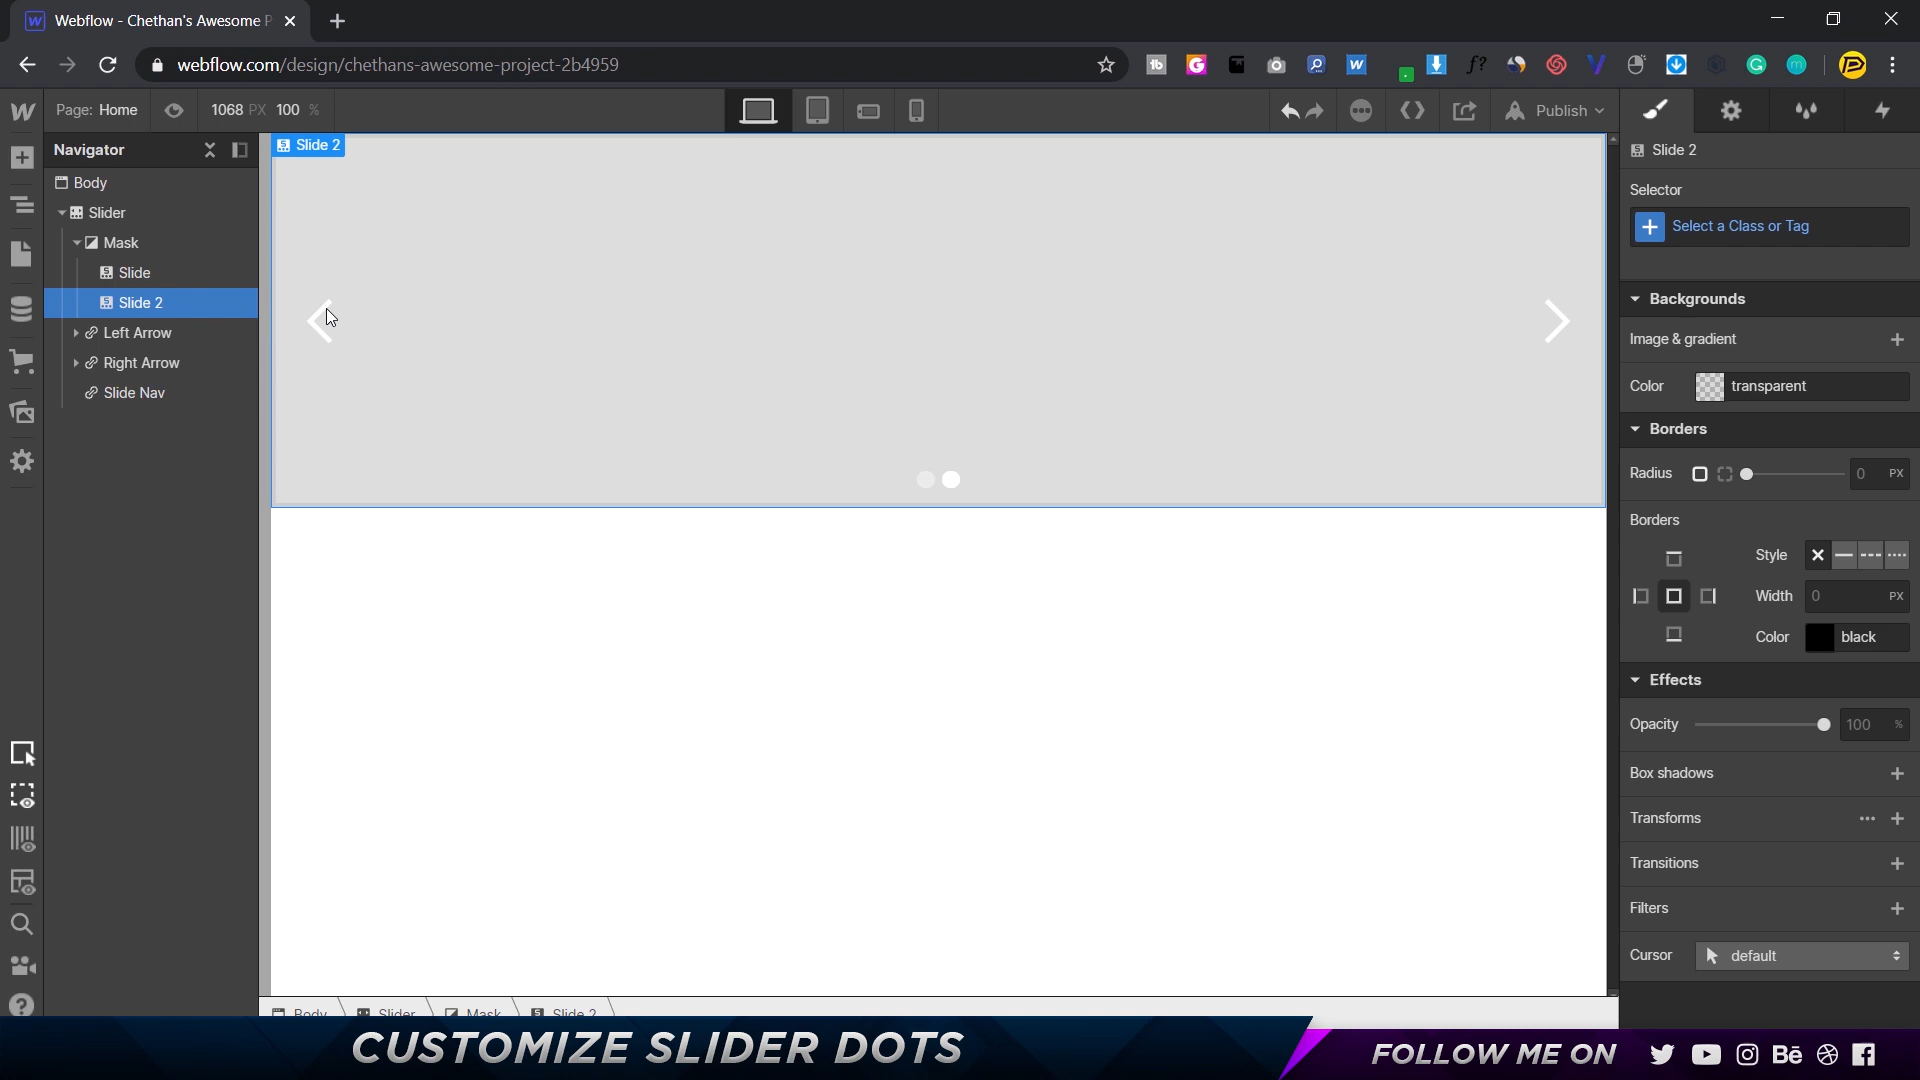 Webflow - Chethan's Awesome P
webflow.com/design/chethans-awesome-project-2b4959
Page: Home
1068 PX 100 %
Publish
Navigator
Body
Slider
Mask
Slide
Slide 2
Left Arrow
Right Arrow
Slide Nav
Slide 2
Slide 2
Selector
Select a Class or Tag
Backgrounds
Image & gradient
Color transparent
Borders
Radius 0 PX
Borders
Style
Width 0 PX
Color black
Effects
Opacity 100 %
Box shadows
Transforms
Transitions
Filters
Cursor default
Body Slider Mask Slide 2
CUSTOMIZE SLIDER DOTS
FOLLOW ME ON